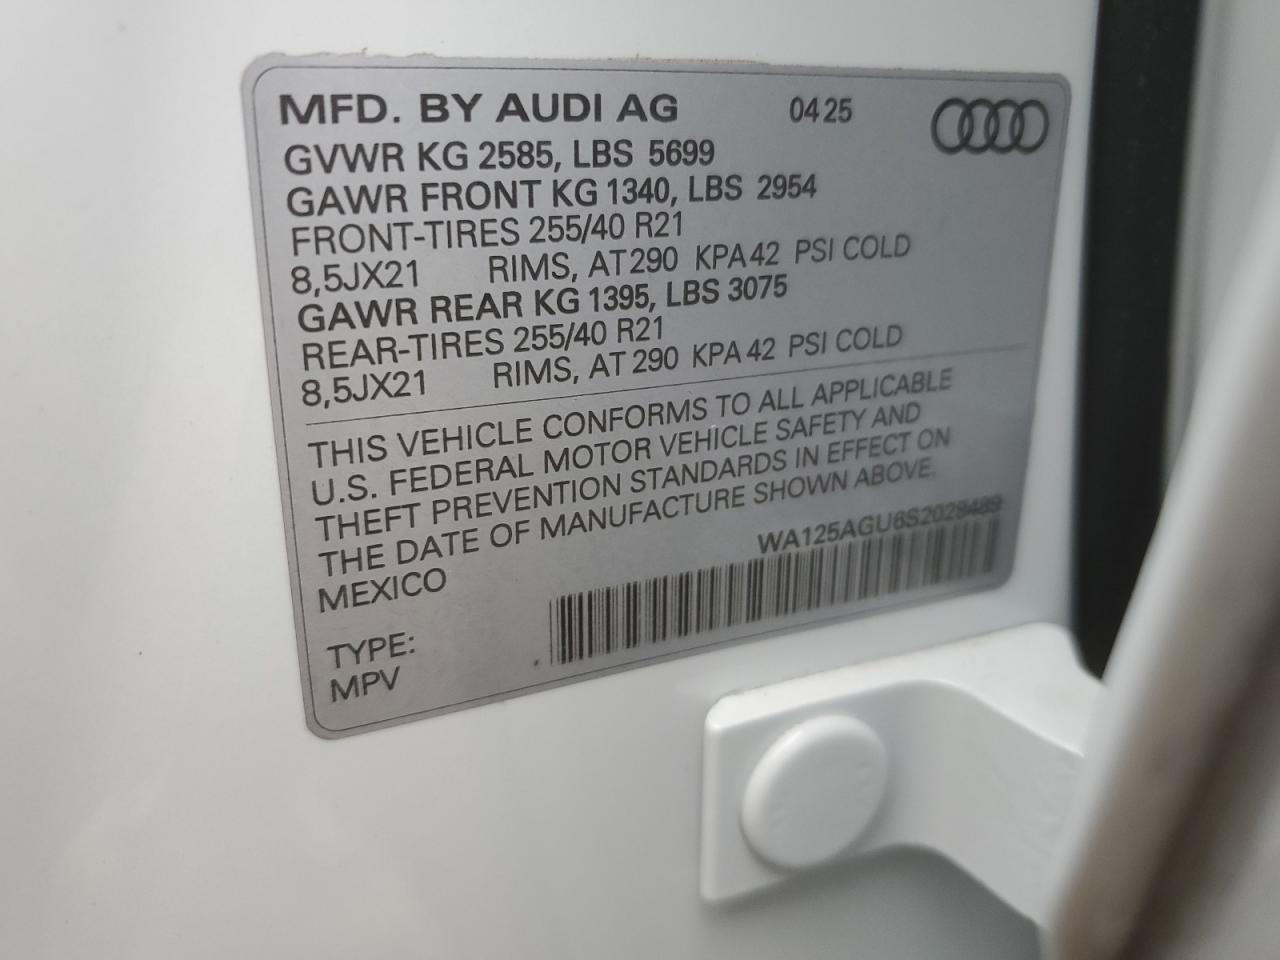 MFD. BY AUDI AG 0425
GVWR KG 2585, LBS 5699
GAWR FRONT KG 1340, LBS 2954
FRONT-TIRES 255/40 R21
8,5JX21 RIMS, AT 290 KPA 42 PSI COLD
GAWR REAR KG 1395, LBS 3075
REAR-TIRES 255/40 R21
8,5JX21 RIMS, AT 290 KPA 42 PSI COLD
THIS VEHICLE CONFORMS TO ALL APPLICABLE
U.S. FEDERAL MOTOR VEHICLE SAFETY AND
THEFT PREVENTION STANDARDS IN EFFECT ON
THE DATE OF MANUFACTURE SHOWN ABOVE.
MEXICO
WA125AGU6S2028489
TYPE:
MPV